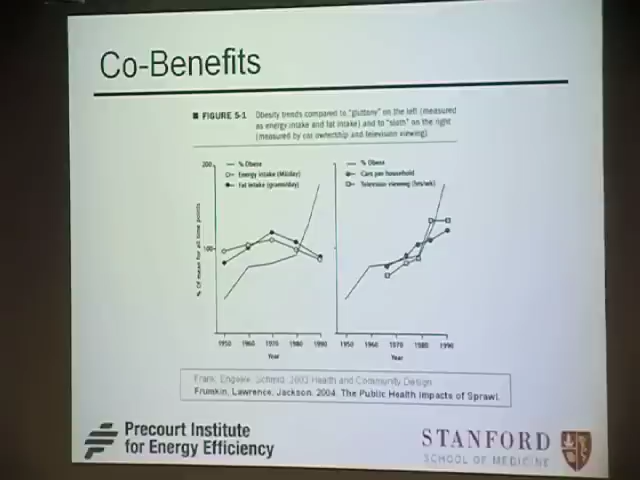 Co-Benefits
■ FIGURE 5-1 Obesity trends compared to "gluttony" on the left (measured
as energy intake and fat intake) and to "sloth" on the right
(measured by car ownership and television viewing).
200
% Obese
Energy intake (MJ/day)
Fat intake (grams/day)
% Of mean for all time points
100
1950 1960 1970 1980 1990
Year
% Obese
Cars per household
Television viewing (hrs/wk)
1950 1960 1970 1980 1990
Year
Frank, Engelke, Schmid. 2003 Health and Community Design
Frumkin, Lawrence, Jackson. 2004. The Public Health Impacts of Sprawl.
Precourt Institute
for Energy Efficiency
STANFORD
SCHOOL OF MEDICINE